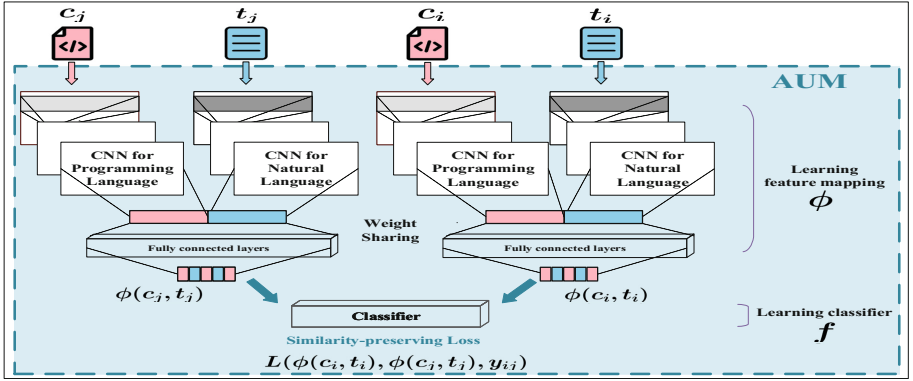 c_j t_j c_i t_i
</> </>
AUM
CNN for Programming Language
CNN for Natural Language
CNN for Programming Language
CNN for Natural Language
Learning feature mapping
ϕ
Weight Sharing
Fully connected layers
Fully connected layers
ϕ(c_j, t_j)
ϕ(c_i, t_i)
Classifier
Learning classifier
f
Similarity-preserving Loss
L(ϕ(c_i, t_i), ϕ(c_j, t_j), y_ij)